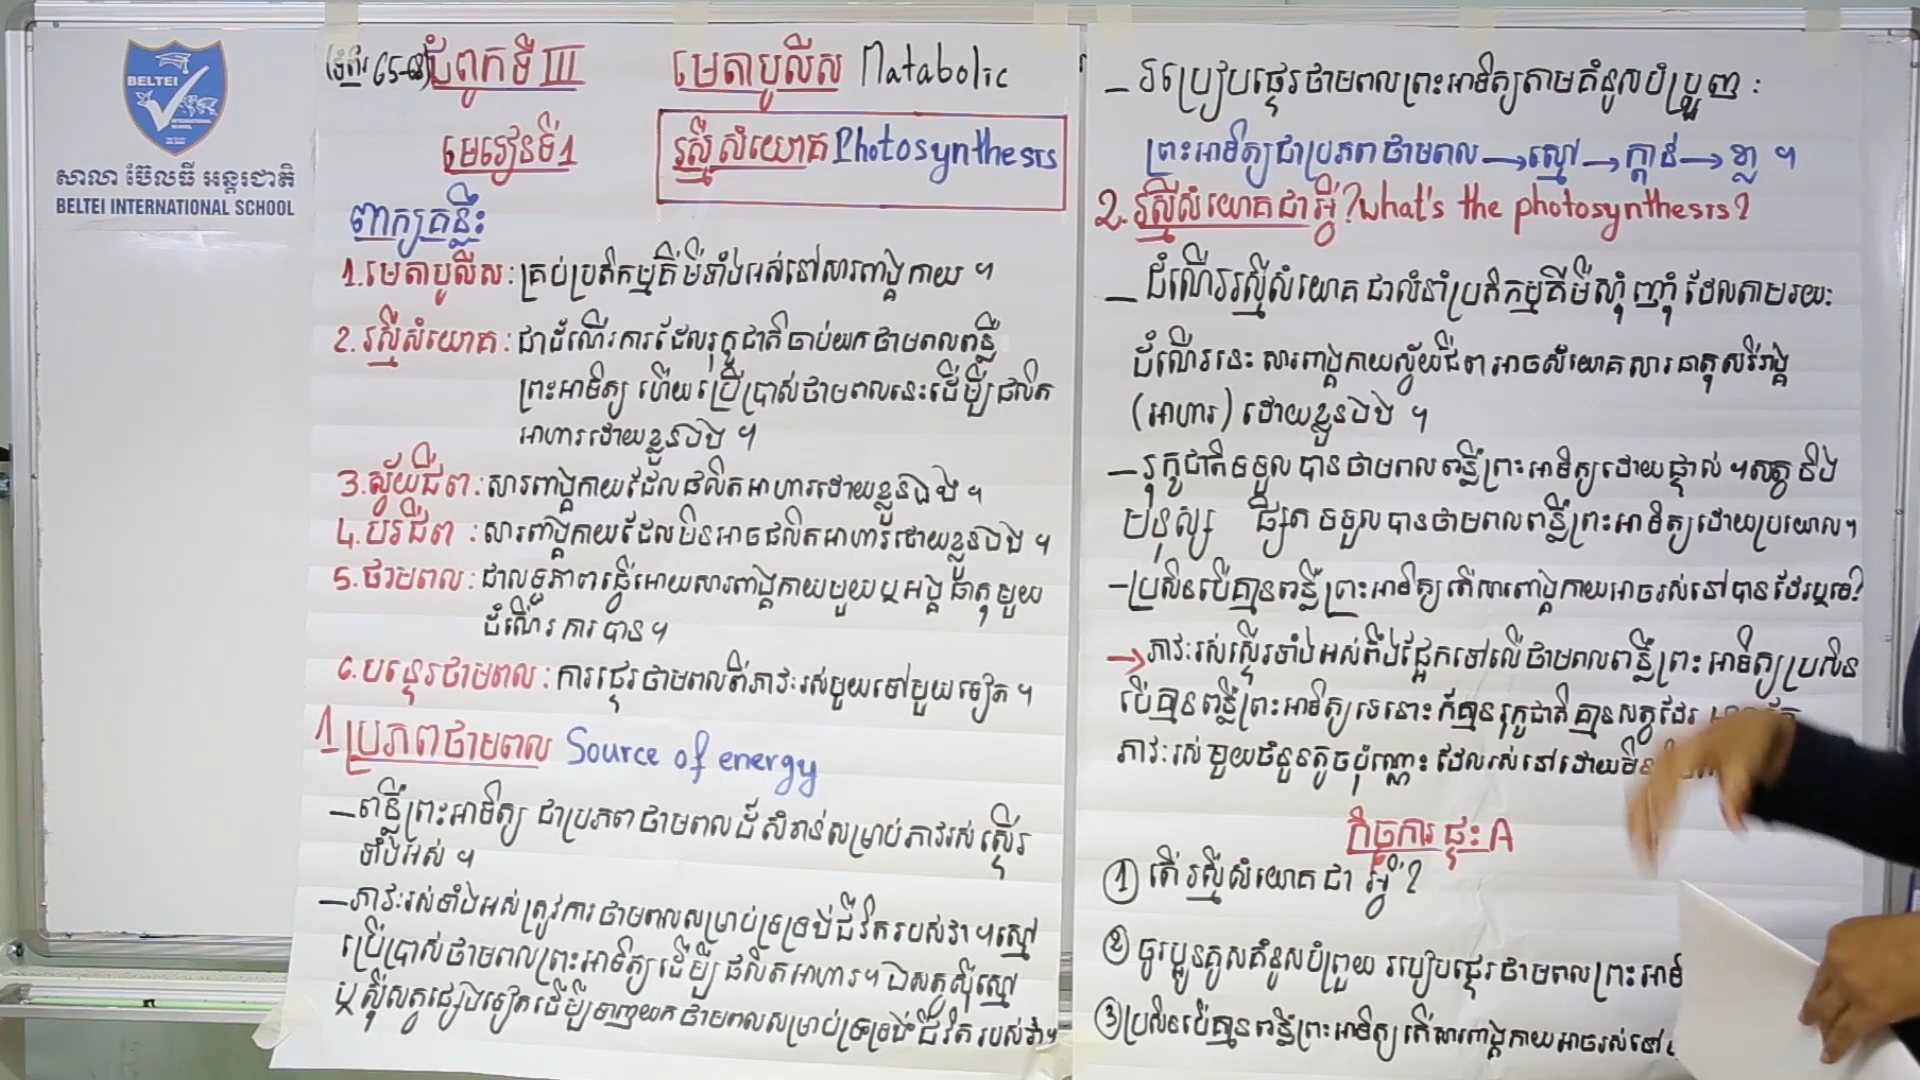 BELTEI
INTERNATIONAL
SCHOOL
សាលា ប៊ែលធី អន្តរជាតិ
BELTEI INTERNATIONAL SCHOOL
ជំពូកទី III មេតាបូលីស Matabolic
មេរៀនទី1 រស្មីសំយោគ Photosynthesis
ពាក្យគន្លឹះ
1. មេតាបូលីស : គ្រប់ប្រតិកម្មគីមីទាំងអស់នៅសារពាង្គកាយ ។
2. រស្មីសំយោគ : ជាដំណើរការដែលរុក្ខជាតិចាប់យកថាមពលពន្លឺ
ព្រះអាទិត្យ ហើយប្រើប្រាស់ថាមពលនេះដើម្បីផលិត
អាហារដោយខ្លួនឯង ។
3. ស្វ័យជីព : សារពាង្គកាយដែលផលិតអាហារដោយខ្លួនឯង ។
4. បរជីព : សារពាង្គកាយដែលមិនអាចផលិតអាហារដោយខ្លួនឯង ។
5. ថាមពល : ជាលទ្ធភាពធ្វើអោយសារពាង្គកាយមួយឬអង្គធាតុមួយ
ដំណើរការបាន ។
6. បន្ទេរថាមពល : ការផ្ទេរថាមពលពីភាវៈរស់មួយទៅមួយទៀត ។
1 ប្រភពថាមពល Source of energy
– ពន្លឺព្រះអាទិត្យ ជាប្រភពថាមពលដ៏សំខាន់សម្រាប់ភាវរស់ស្ទើរ
ទាំងអស់ ។
– ភាវៈរស់ទាំងអស់ត្រូវការថាមពលសម្រាប់ទ្រទ្រង់ជីវិតរបស់វា ។ ស្មៅ
ប្រើប្រាស់ថាមពលព្រះអាទិត្យដើម្បីផលិតអាហារ។ ឯសត្វស៊ីស្មៅ
ឬស៊ីសត្វផ្សេងទៀតដើម្បីទាញយកថាមពលសម្រាប់ទ្រទ្រង់ជីវិតរបស់វា។
– របៀបផ្ទេរថាមពលព្រះអាទិត្យតាមគំនូសបំប្រួញ :
ព្រះអាទិត្យជាប្រភពថាមពល → ស្មៅ → ក្តាន់ → ខ្លា ។
2. រស្មីសំយោគជាអ្វី? what's the photosynthesis?
– ដំណើររស្មីសំយោគ ជាលំនាំប្រតិកម្មគីមីស្មុំញ៉ាំដែលតាមរយៈ
ដំណើរនេះ សារពាង្គកាយស្វ័យជីព អាចសំយោគសារធាតុសរីរាង្គ
(អាហារ) ដោយខ្លួនឯង ។
– រុក្ខជាតិទទួលបានថាមពលពន្លឺព្រះអាទិត្យដោយផ្ទាល់ ។ សត្វ និង
មនុស្ស ផ្សិត ទទួលបានថាមពលពន្លឺព្រះអាទិត្យដោយប្រយោល។
– ប្រសិនបើគ្មានពន្លឺព្រះអាទិត្យតើសារពាង្គកាយអាចរស់នៅបានដែរឬទេ?
→ ភាវៈរស់ស្ទើរទាំងអស់ពឹងផ្អែកទៅលើថាមពលពន្លឺព្រះអាទិត្យប្រសិន
បើគ្មានពន្លឺព្រះអាទិត្យទេនោះក៏គ្មានរុក្ខជាតិគ្មានសត្វដែរ
ភាវៈរស់មួយចំនួនតូចប៉ុណ្ណោះដែលរស់នៅដោយមិន
កិច្ចការផ្ទះ A
① តើរស្មីសំយោគជាអ្វី?
② ចូរប្អូនគូសគំនូសបំព្រួយ របៀបផ្ទេរថាមពលព្រះអាទិ
③ ប្រសិនបើគ្មានពន្លឺព្រះអាទិត្យ តើសារពាង្គកាយអាចរស់នៅ